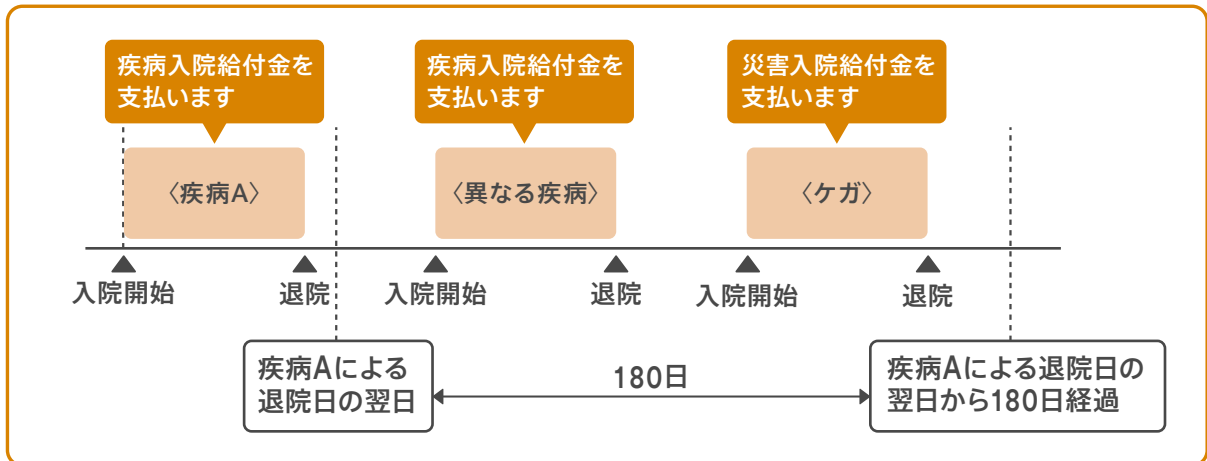 疾病入院給付金を
支払います
疾病入院給付金を
支払います
災害入院給付金を
支払います
〈疾病A〉
〈異なる疾病〉
〈ケガ〉
入院開始
退院
入院開始
退院
入院開始
退院
疾病Aによる
退院日の翌日
180日
疾病Aによる退院日の
翌日から180日経過